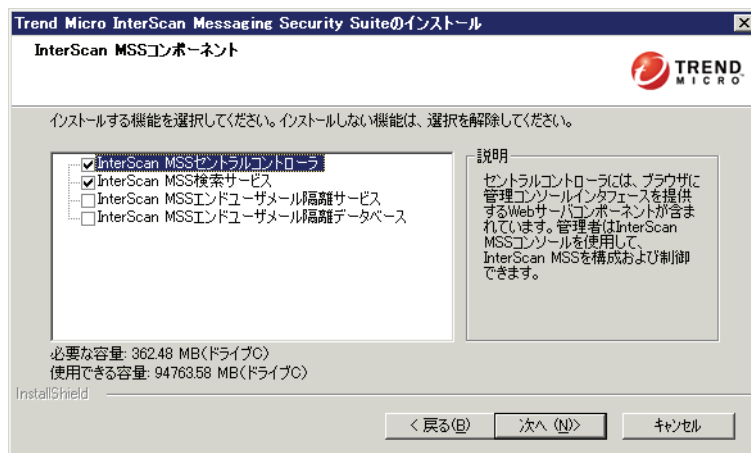 Trend Micro InterScan Messaging Security Suiteのインストール
InterScan MSSコンポーネント
TREND
MICRO
インストールする機能を選択してください。インストールしない機能は、選択を解除してください。
InterScan MSSセントラルコントローラ
InterScan MSS検索サービス
InterScan MSSエンドユーザメール隔離サービス
InterScan MSSエンドユーザメール隔離データベース
説明
セントラルコントローラには、ブラウザに
管理コンソールインタフェースを提供
するWebサーバコンポーネントが含ま
れています。管理者はInterScan
MSSコンソールを使用して、
InterScan MSSを構成および制御
できます。
必要な容量: 362.48 MB(ドライブC)
使用できる容量: 94763.58 MB(ドライブC)
InstallShield
< 戻る(B)
次へ (N)>
キャンセル